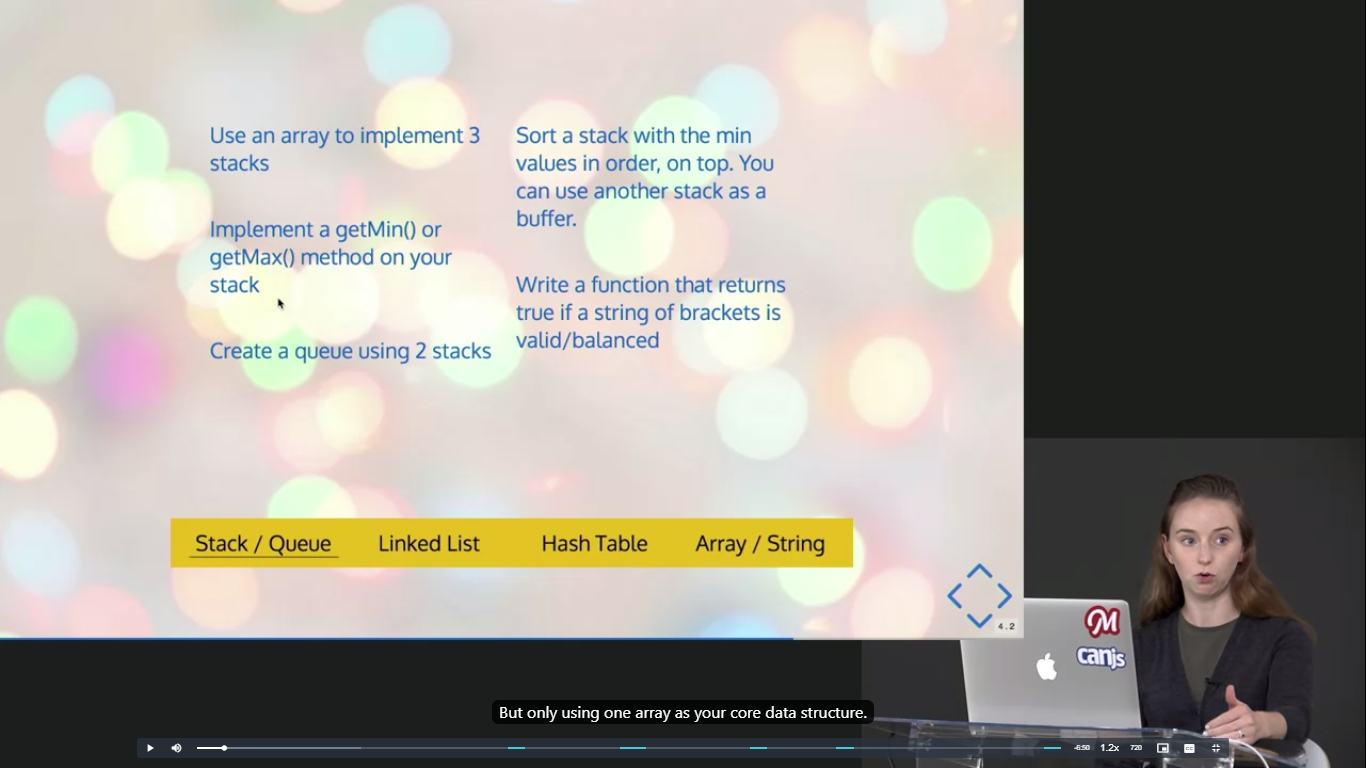 Use an array to implement 3
stacks
Implement a getMin() or
getMax() method on your
stack
Create a queue using 2 stacks
Sort a stack with the min
values in order, on top. You
can use another stack as a
buffer.
Write a function that returns
true if a string of brackets is
valid/balanced
Stack / Queue
Linked List
Hash Table
Array / String
4.2
M
canjs
But only using one array as your core data structure.
-6:50
1.2x
720
CC